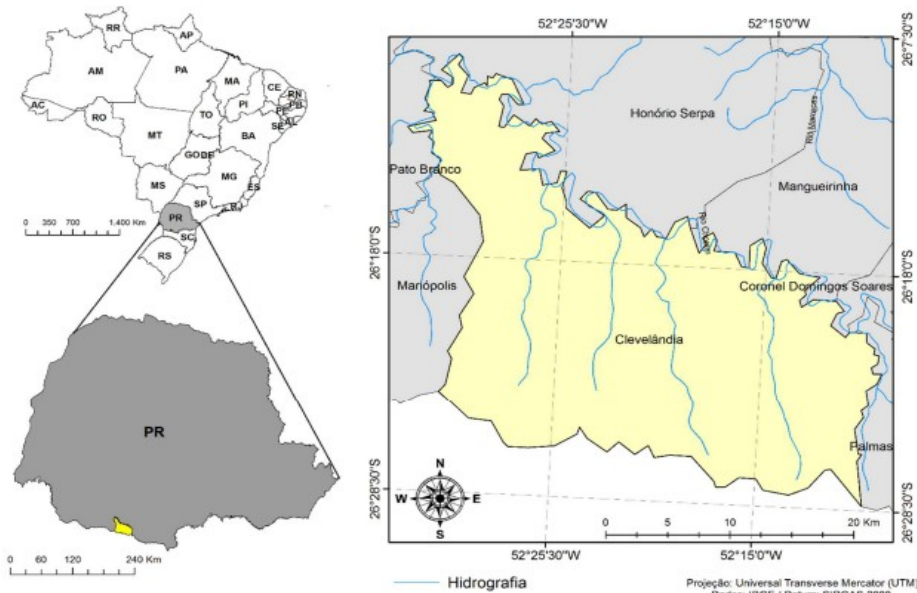 RR
AP
AM
PA
MA
CE
RN
PB
PE
AL
SE
PI
TO
AC
RO
MT
BA
GO
DF
MG
ES
MS
SP
RJ
PR
SC
RS
0 350 700 1,400 Km
PR
0 60 120 240 Km
52°25'30"W
52°15'0"W
26°7'30"S
26°18'0"S
26°18'0"S
26°28'30"S
26°28'30"S
Honório Serpa
Pato Branco
Mangueirinha
Mariópolis
Coronel Domingos Soares
Clevelândia
Palmas
N
W E
S
0 5 10 20 Km
52°25'30"W
52°15'0"W
Hidrografia
Projeção: Universal Transverse Mercator (UTM)